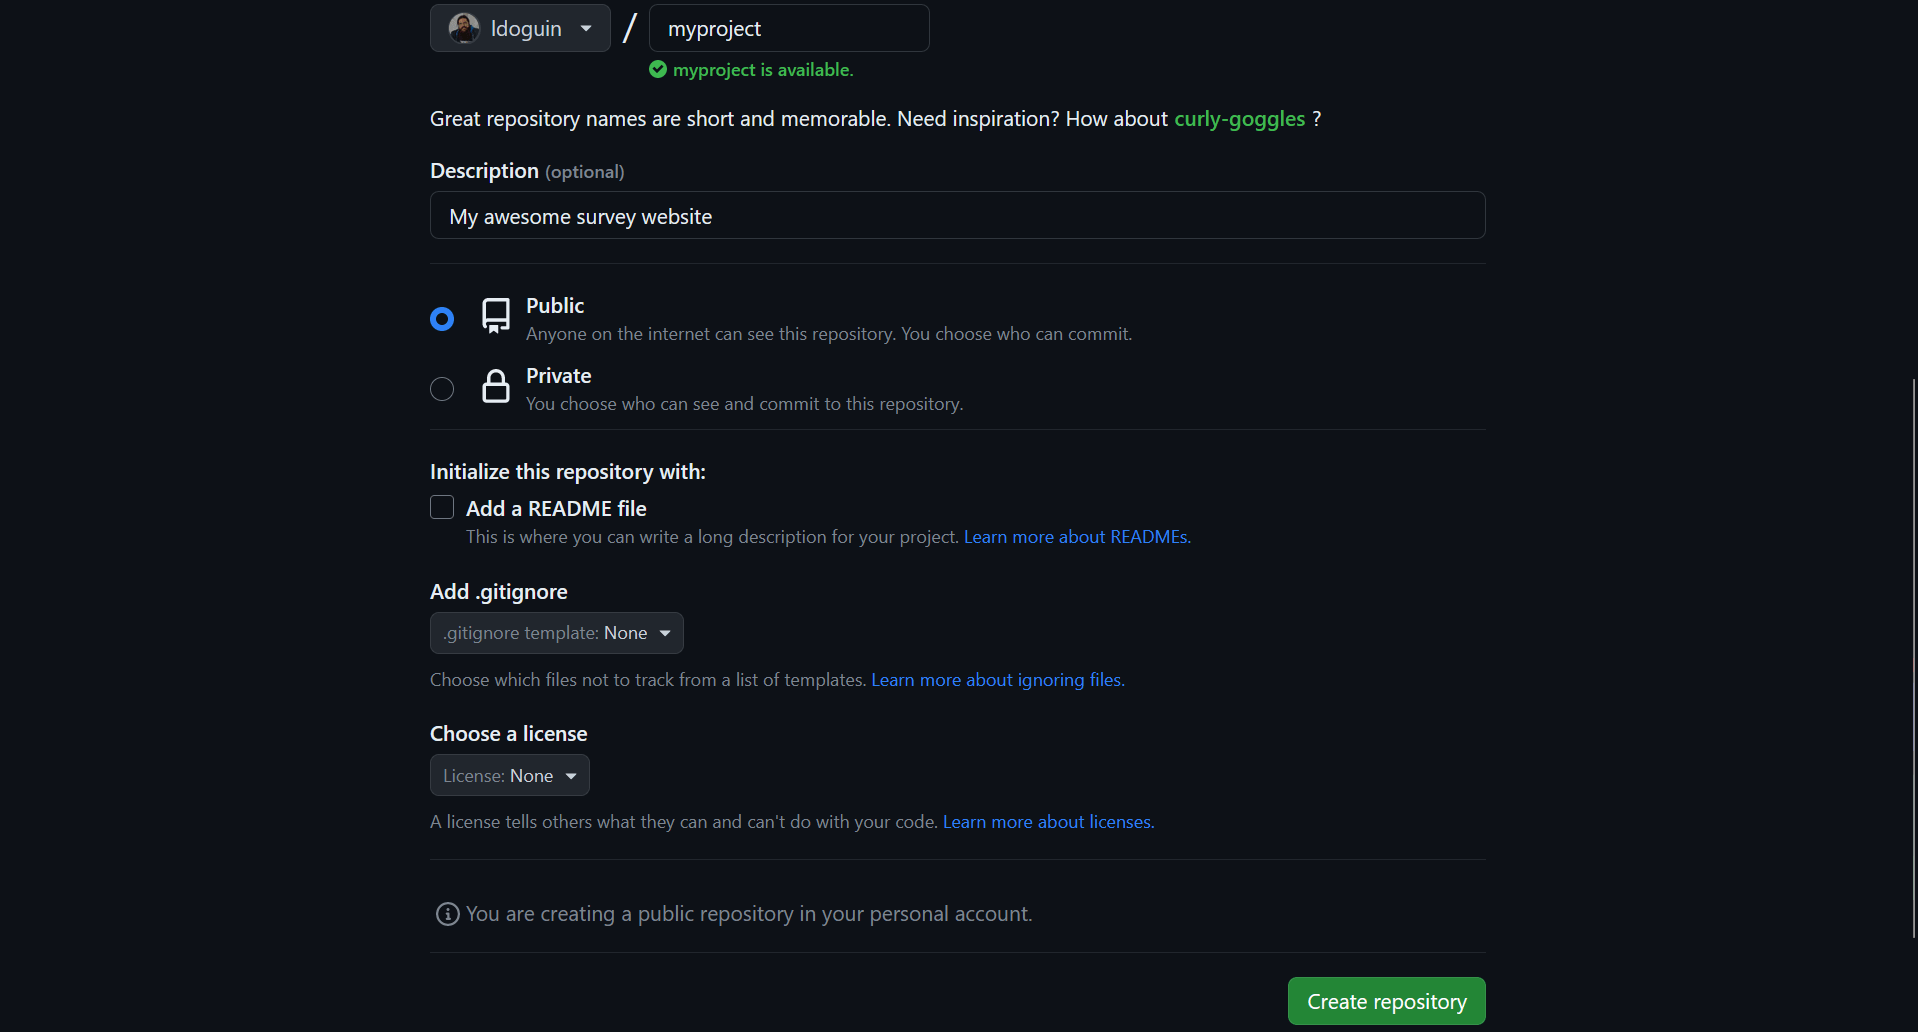 ldoguin / myproject
myproject is available.
Great repository names are short and memorable. Need inspiration? How about curly-goggles ?
Description (optional)
My awesome survey website
Public
Anyone on the internet can see this repository. You choose who can commit.
Private
You choose who can see and commit to this repository.
Initialize this repository with:
Add a README file
This is where you can write a long description for your project. Learn more about READMEs.
Add .gitignore
.gitignore template: None
Choose which files not to track from a list of templates. Learn more about ignoring files.
Choose a license
License: None
A license tells others what they can and can't do with your code. Learn more about licenses.
You are creating a public repository in your personal account.
Create repository